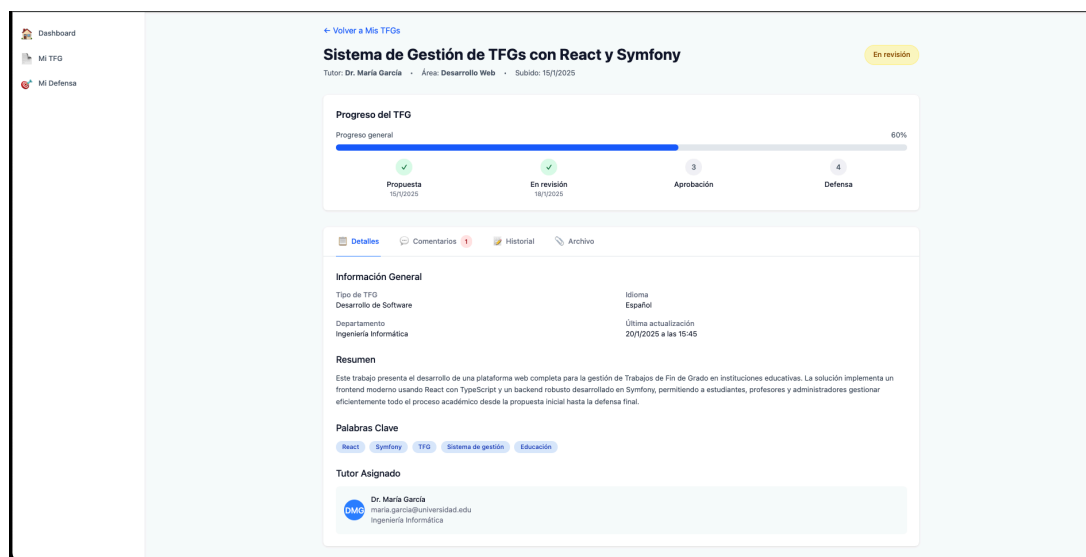 Dashboard
Mi TFG
Mi Defensa
← Volver a Mis TFGs
Sistema de Gestión de TFGs con React y Symfony
En revisión
Tutor: Dr. María García · Área: Desarrollo Web · Subido: 15/1/2025
Progreso del TFG
Progreso general 60%
✓ ✓ 3 4
Propuesta En revisión Aprobación Defensa
15/1/2025 18/1/2025
Detalles Comentarios 1 Historial Archivo
Información General
Tipo de TFG Idioma
Desarrollo de Software Español
Departamento Última actualización
Ingeniería Informática 20/1/2025 a las 15:45
Resumen
Este trabajo presenta el desarrollo de una plataforma web completa para la gestión de Trabajos de Fin de Grado en instituciones educativas. La solución implementa un
frontend moderno usando React con TypeScript y un backend robusto desarrollado en Symfony, permitiendo a estudiantes, profesores y administradores gestionar
eficientemente todo el proceso académico desde la propuesta inicial hasta la defensa final.
Palabras Clave
React Symfony TFG Sistema de gestión Educación
Tutor Asignado
DMG
Dr. María García
maria.garcia@universidad.edu
Ingeniería Informática